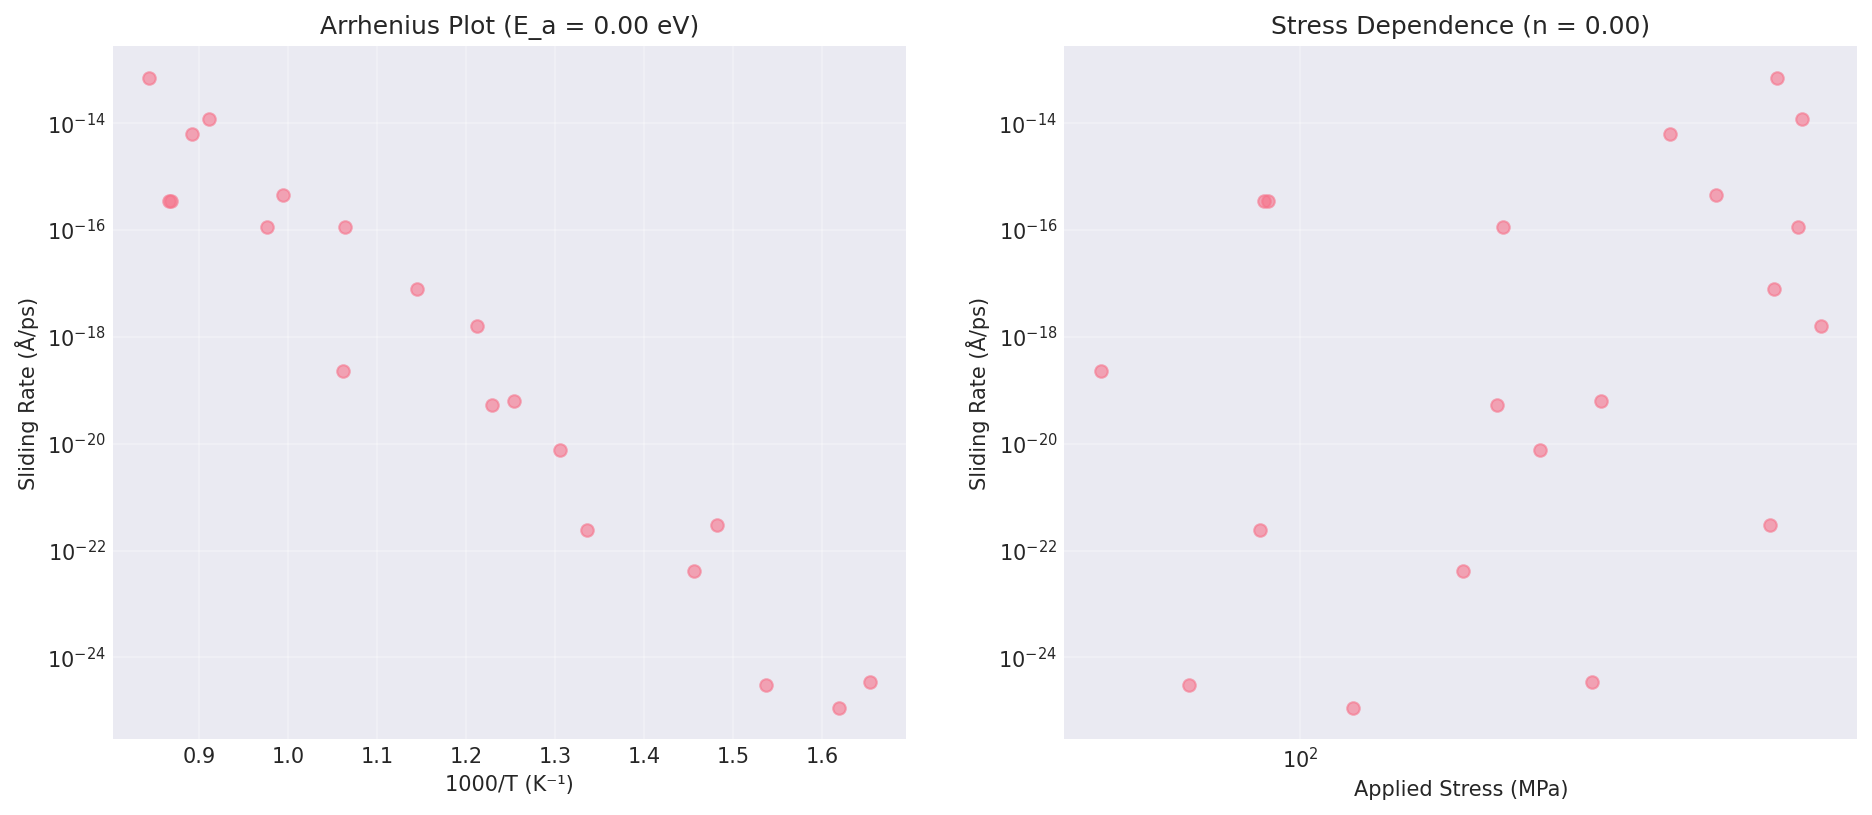 Arrhenius Plot (E_a = 0.00 eV)
Sliding Rate (Å/ps)
10⁻¹⁴
10⁻¹⁶
10⁻¹⁸
10⁻²⁰
10⁻²²
10⁻²⁴
0.9 1.0 1.1 1.2 1.3 1.4 1.5 1.6
1000/T (K⁻¹)
Stress Dependence (n = 0.00)
Sliding Rate (Å/ps)
10⁻¹⁴
10⁻¹⁶
10⁻¹⁸
10⁻²⁰
10⁻²²
10⁻²⁴
10²
Applied Stress (MPa)